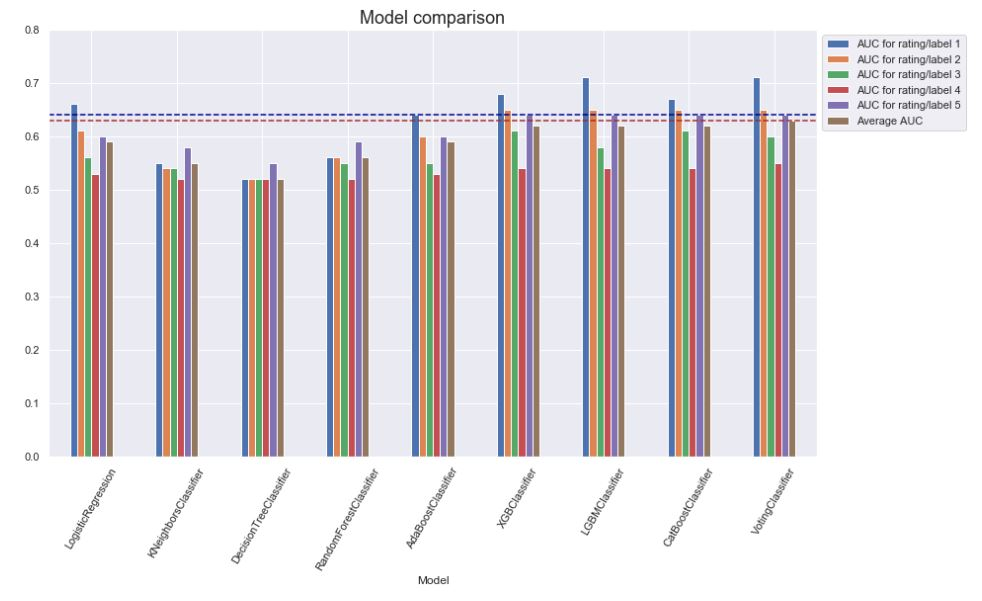 Model comparison
0.8
0.7
0.6
0.5
0.4
0.3
0.2
0.1
0.0
AUC for rating/label 1
AUC for rating/label 2
AUC for rating/label 3
AUC for rating/label 4
AUC for rating/label 5
Average AUC
LogisticRegression
KNeighborsClassifier
DecisionTreeClassifier
RandomForestClassifier
AdaBoostClassifier
XGBClassifier
LGBMClassifier
CatBoostClassifier
VotingClassifier
Model